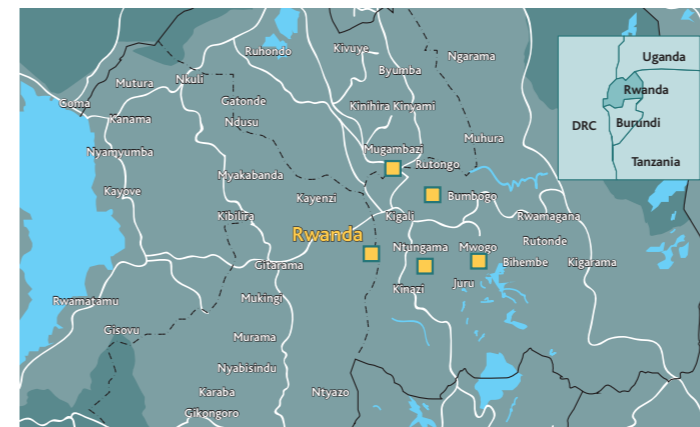 Ruhondo
Kivuye
Ngarama
Uganda
Mutura
Nkuli
Byumba
Rwanda
Goma
Gatonde
Kinihira Kinyami
Kanama
Ndusu
DRC
Burundi
Nyamyumba
Mugambazi
Muhura
Tanzania
Myakabanda
Rutongo
Kayove
Kayenzi
Bumbogo
Kibilira
Kigali
Rwamagana
Rwanda
Ntungama
Mwogo
Rutonde
Gitarama
Bihembe
Kigarama
Rwamatamu
Mukingi
Kinazi
Juru
Gisovu
Murama
Nyabisindu
Karaba
Ntyazo
Gikongoro